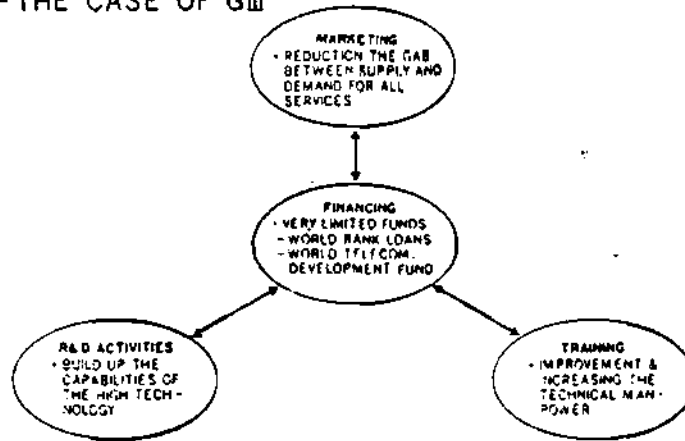 - THE CASE OF GⅢ
MARKETING
• REDUCTION THE GAB
BETWEEN SUPPLY AND
DEMAND FOR ALL
SERVICES
FINANCING
• VERY LIMITED FUNDS
- WORLD BANK LOANS
- WORLD TELECOM.
DEVELOPMENT FUND
R&D ACTIVITIES
• BUILD UP THE
CAPABILITIES OF
THE HIGH TECH-
NOLOGY
TRAINING
• IMPROVEMENT &
INCREASING THE
TECHNICAL MAN-
POWER